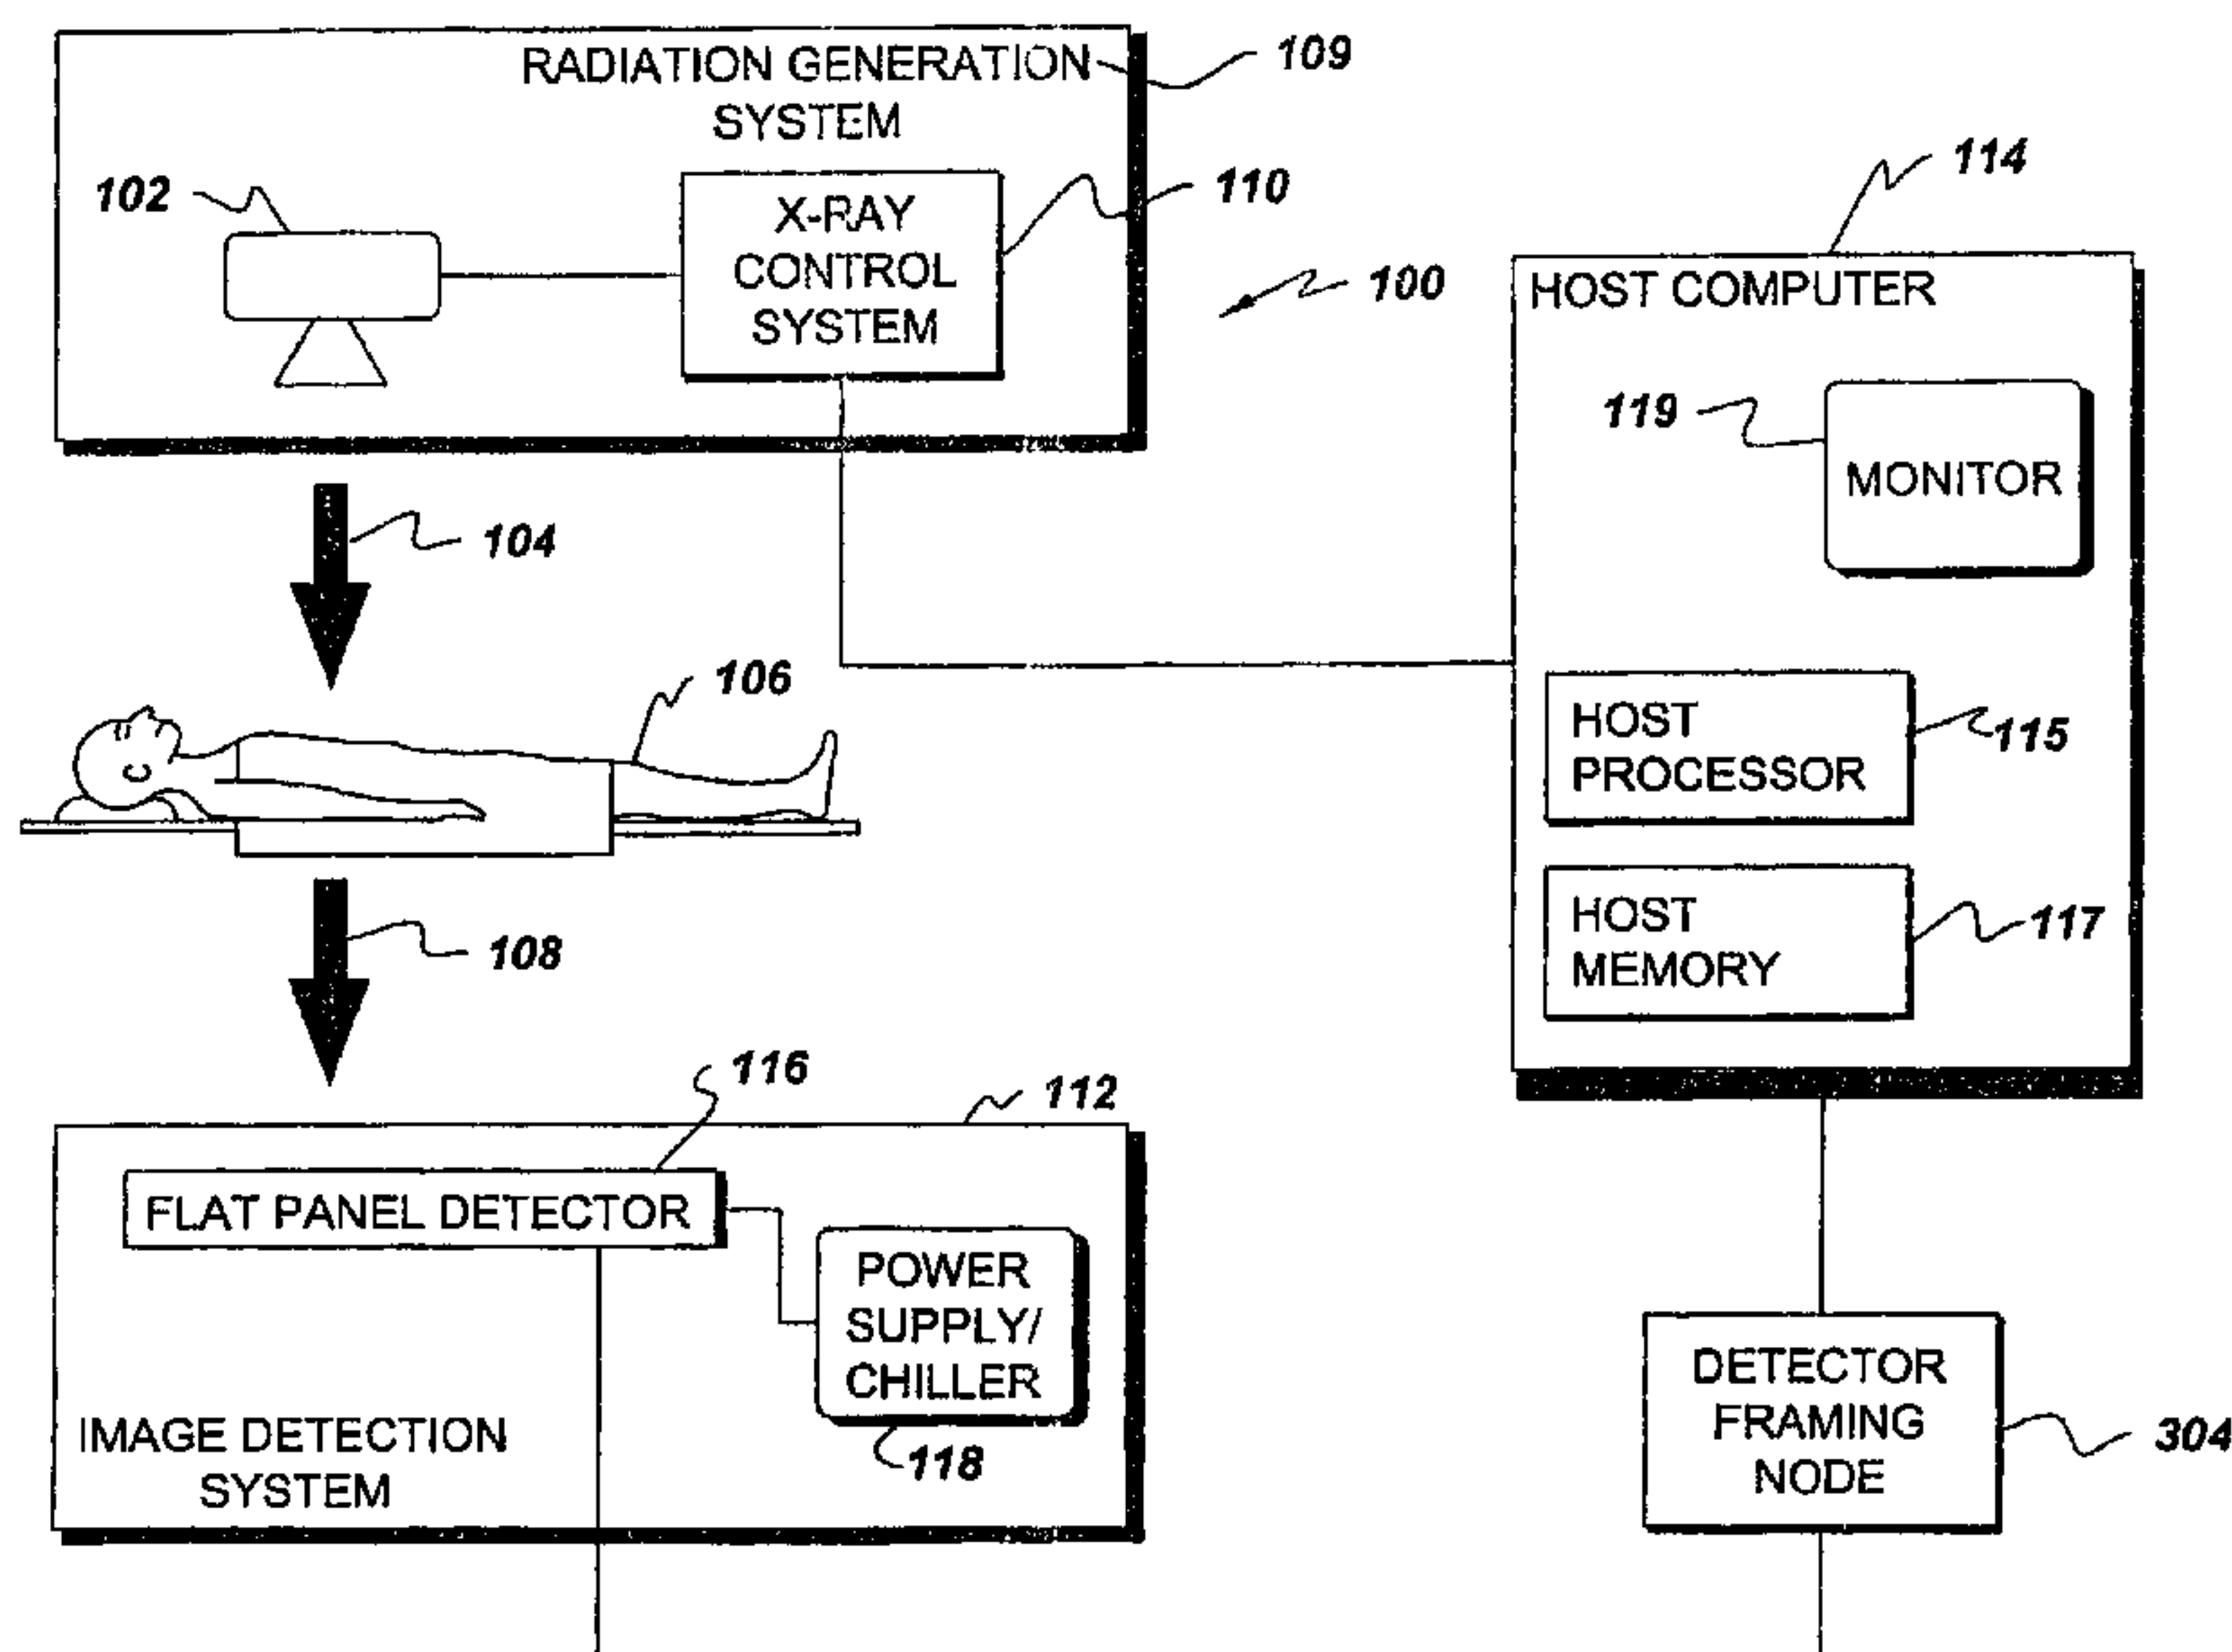 RADIATION GENERATION
SYSTEM
109
102
X-RAY
CONTROL
SYSTEM
110
100
114
HOST COMPUTER
119
MONITOR
104
106
HOST
PROCESSOR
115
HOST
MEMORY
117
108
116
112
FLAT PANEL DETECTOR
POWER
SUPPLY/
CHILLER
118
IMAGE DETECTION
SYSTEM
DETECTOR
FRAMING
NODE
304